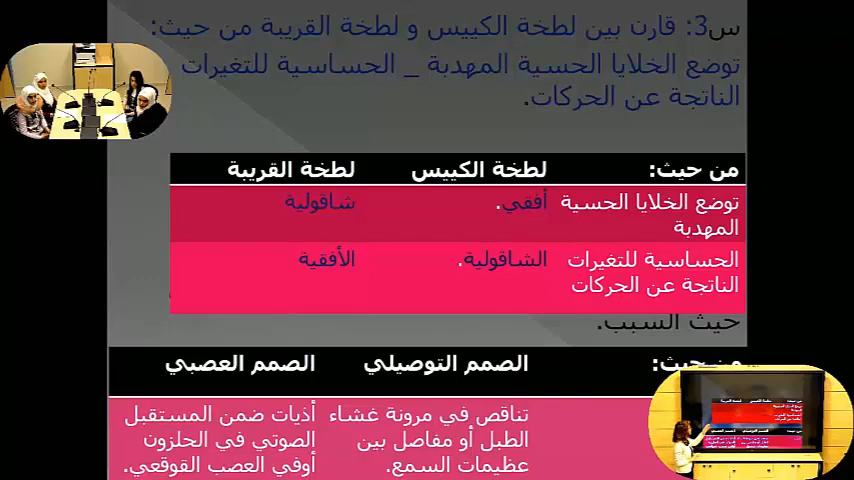 س3: قارن بين لطخة الكييس و لطخة القريبة من حيث:
توضع الخلايا الحسية المهدبة _ الحساسية للتغيرات
الناتجة عن الحركات.
من حيث: لطخة الكييس لطخة القريبة
توضع الخلايا الحسية أفقي. شاقولية
المهدبة
الحساسية للتغيرات الشاقولية. الأفقية
الناتجة عن الحركات
حيث السبب.
من حيث: الصمم التوصيلي الصمم العصبي
تناقص في مرونة غشاء أذيات ضمن المستقبل
الطبل أو مفاصل بين الصوتي في الحلزون
عظيمات السمع. أوفي العصب القوقعي.